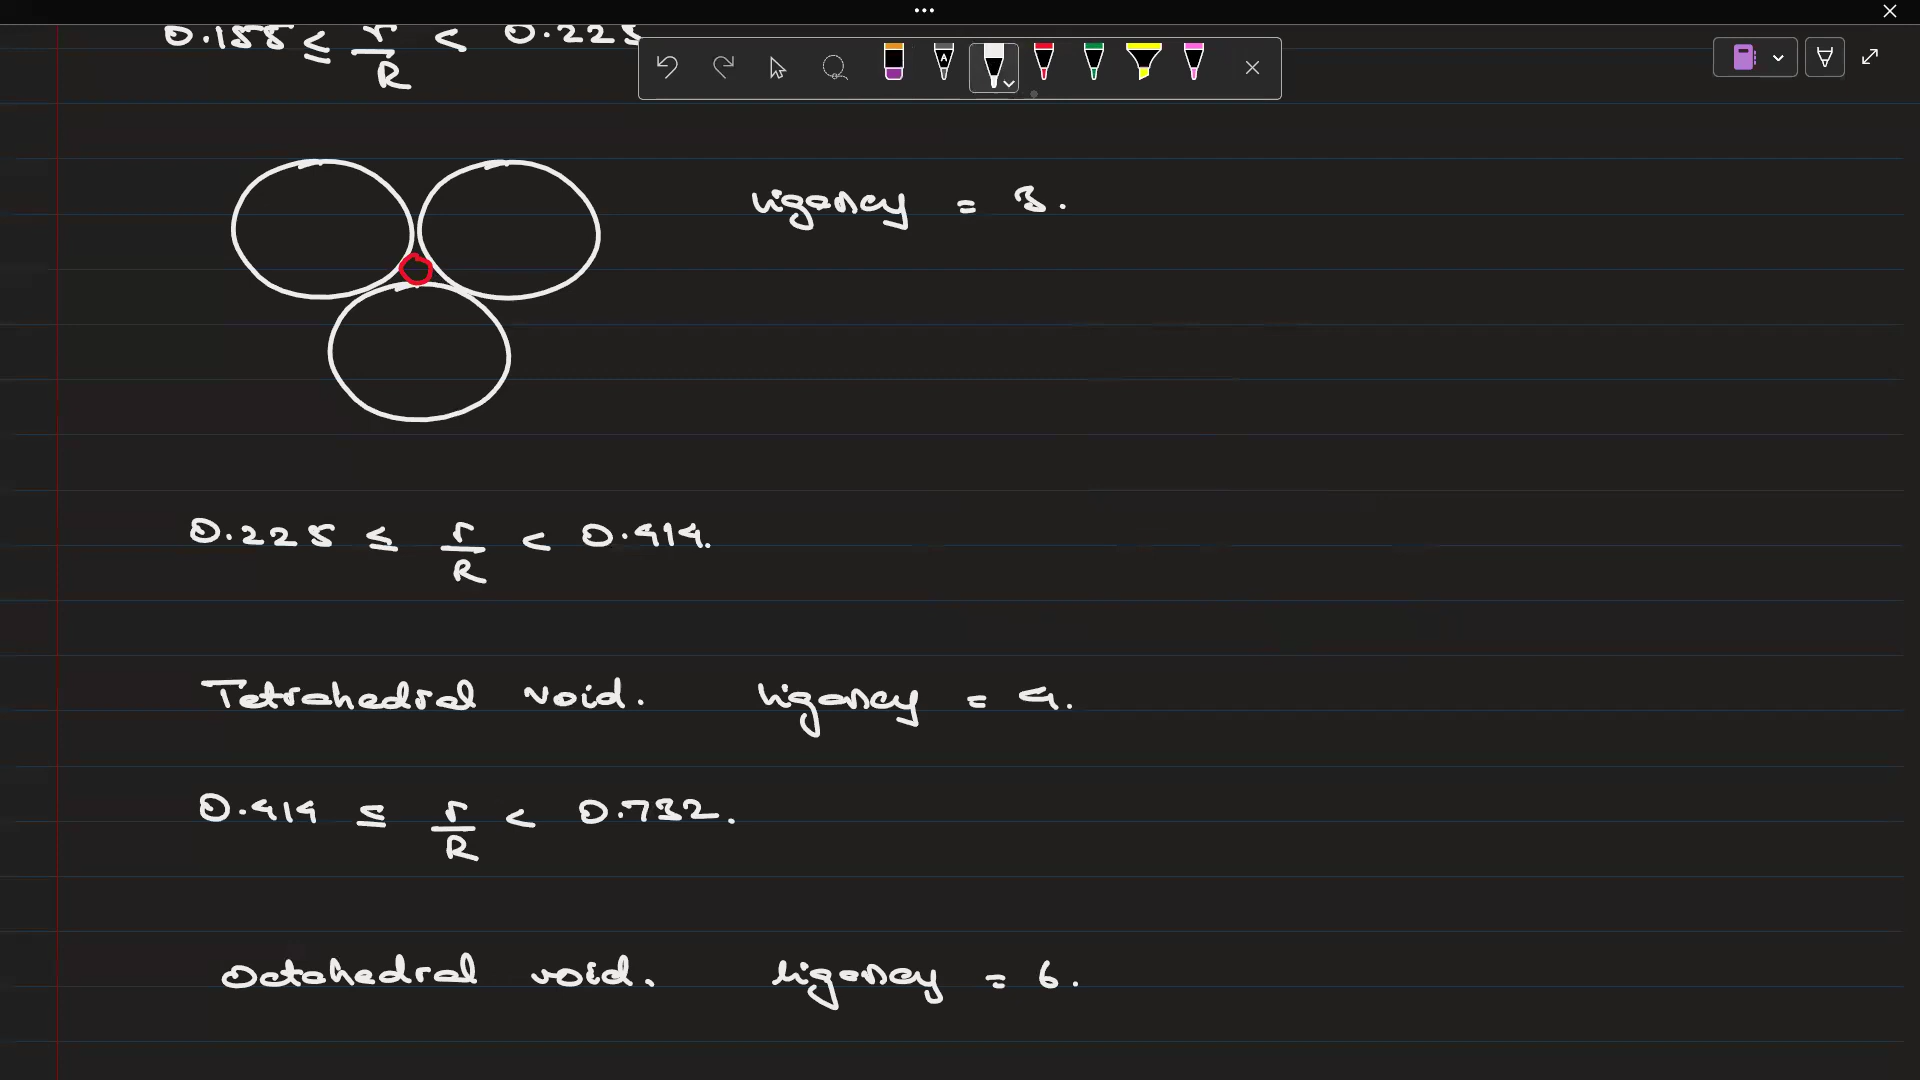 0.155 ≤ r/R < 0.225
ligancy = 3.
0.225 ≤ r/R < 0.414.
Tetrahedral void. ligancy = 4.
0.414 ≤ r/R < 0.732.
Octahedral void. ligancy = 6.